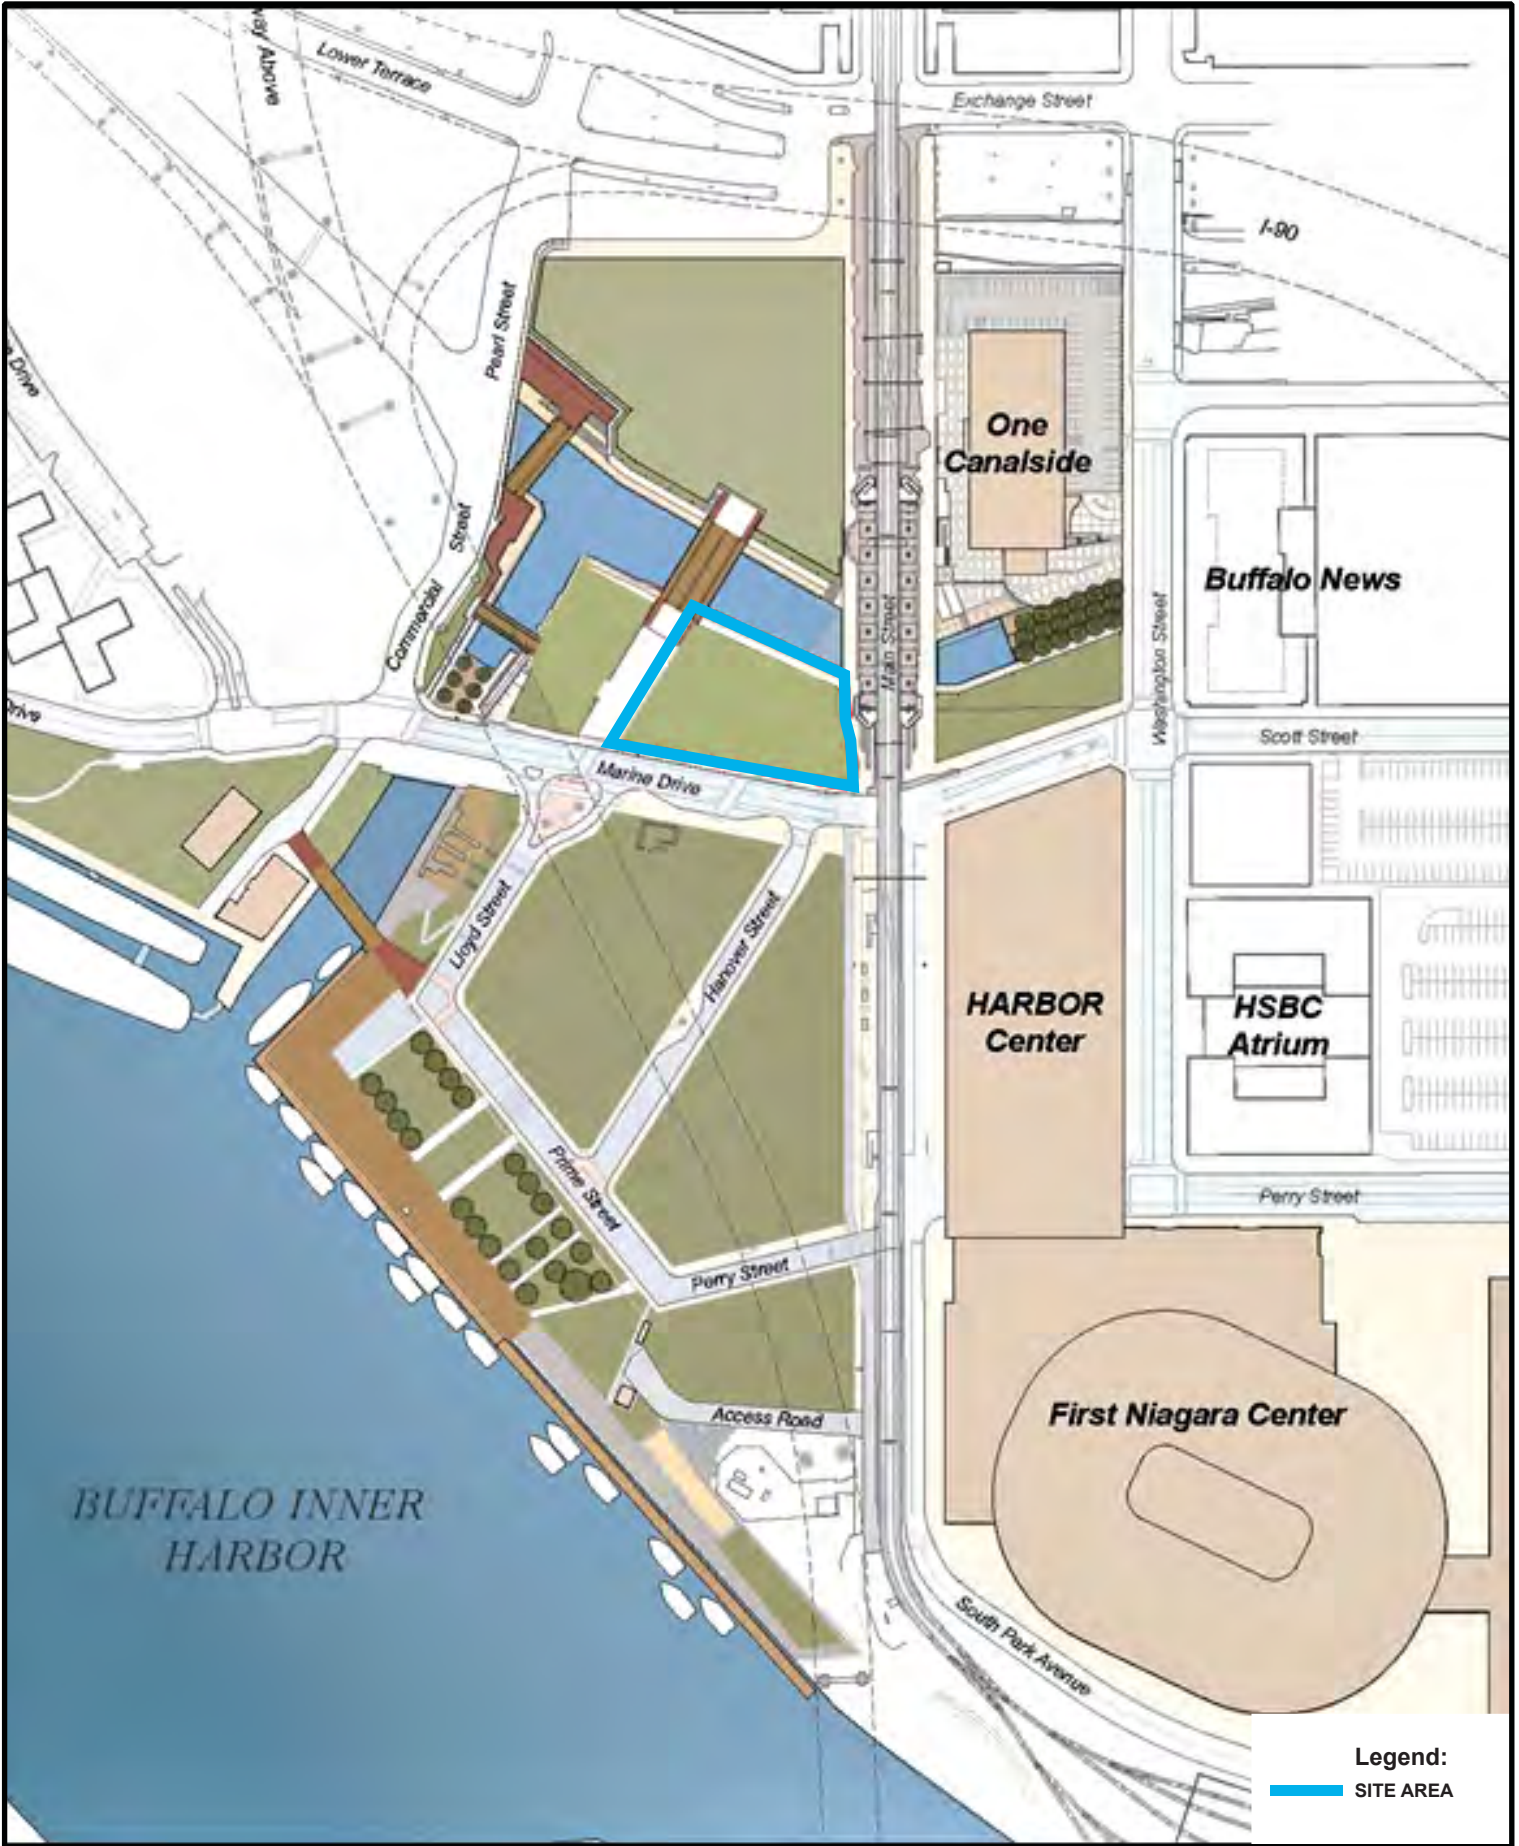 way Above
Lower Terrace
Exchange Street
I-90
Pearl Street
Drive
One
Canalside
Commercial
Street
Buffalo News
Main Street
Washington Street
Drive
Scott Street
Marine Drive
Lloyd Street
Hanover Street
HARBOR
Center
HSBC
Atrium
Prime Street
Perry Street
Perry Street
Access Road
First Niagara Center
BUFFALO INNER
HARBOR
South Park Avenue
Legend:
SITE AREA